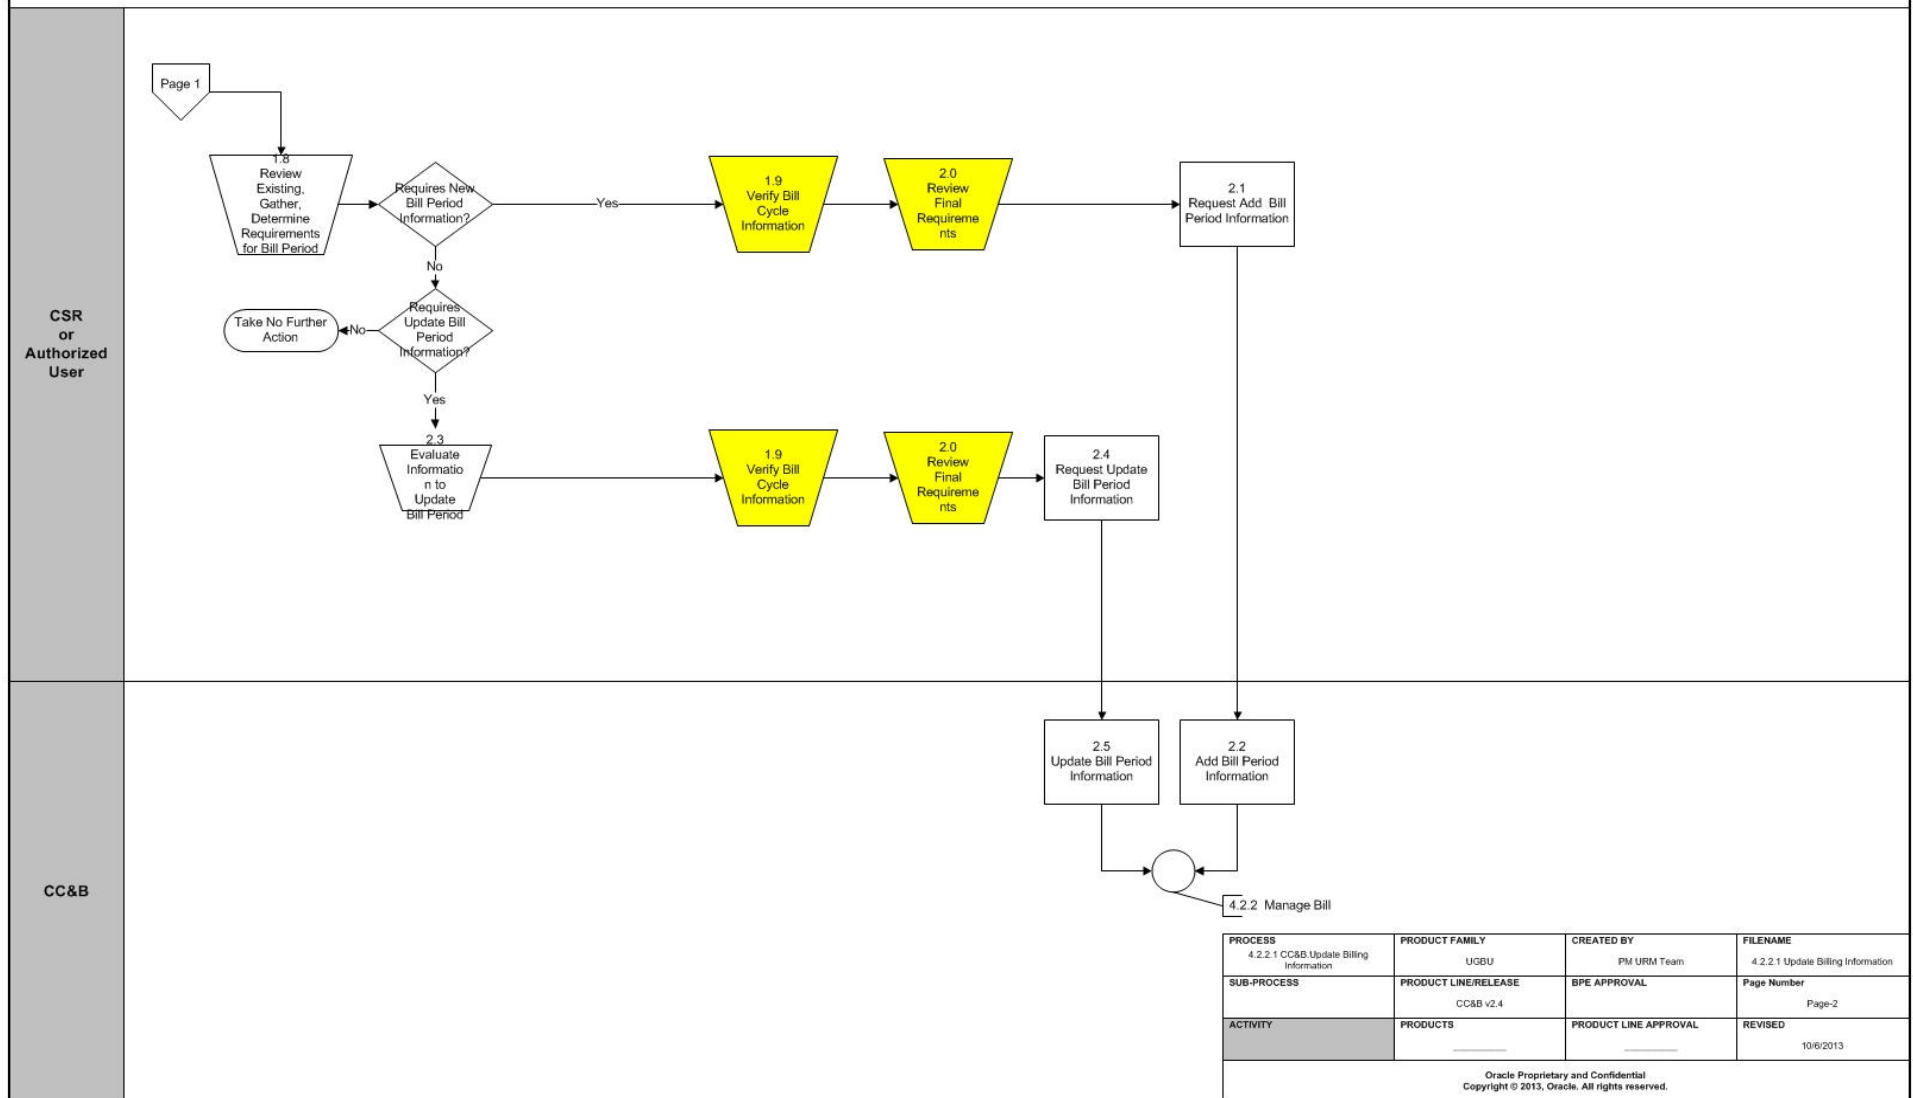 Page 1
CSR
or
Authorized
User
1.8
Review
Existing,
Gather,
Determine
Requirements
for Bill Period
Requires New
Bill Period
Information?
Yes
1.9
Verify Bill
Cycle
Information
2.0
Review
Final
Requireme
nts
2.1
Request Add Bill
Period Information
No
Requires
Update Bill
Period
Information?
No
Take No Further
Action
Yes
2.3
Evaluate
Informatio
n to
Update
Bill Period
1.9
Verify Bill
Cycle
Information
2.0
Review
Final
Requireme
nts
2.4
Request Update
Bill Period
Information
CC&B
2.5
Update Bill Period
Information
2.2
Add Bill Period
Information
4.2.2 Manage Bill
PROCESS
4.2.2.1 CC&B.Update Billing
Information
PRODUCT FAMILY
UGBU
CREATED BY
PM URM Team
FILENAME
4.2.2.1 Update Billing Information
SUB-PROCESS
PRODUCT LINE/RELEASE
CC&B v2.4
BPE APPROVAL
Page Number
Page-2
ACTIVITY
PRODUCTS
PRODUCT LINE APPROVAL
REVISED
10/6/2013
Oracle Proprietary and Confidential
Copyright © 2013, Oracle. All rights reserved.